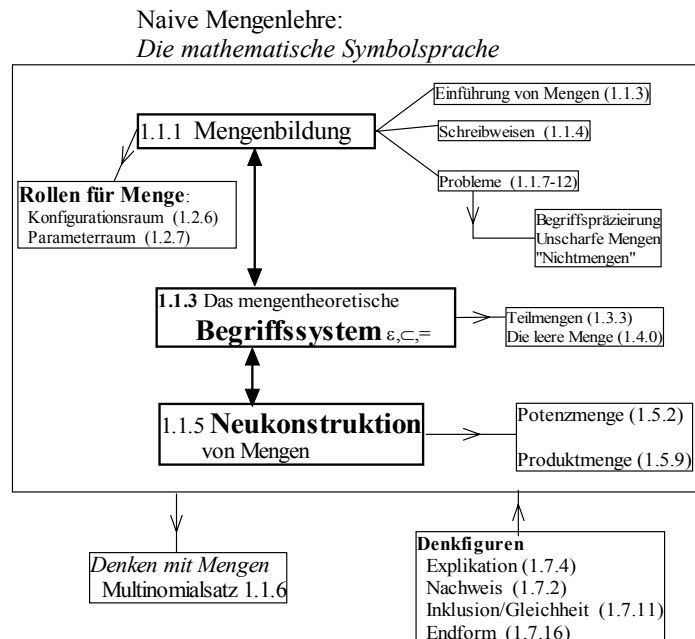 Naive Mengenlehre:
Die mathematische Symbolsprache
1.1.1 Mengenbildung
Einführung von Mengen (1.1.3)
Schreibweisen (1.1.4)
Probleme (1.1.7-12)
Begriffspräzieirung
Unscharfe Mengen
"Nichtmengen"
Rollen für Menge:
Konfigurationsraum (1.2.6)
Parameterraum (1.2.7)
1.1.3 Das mengentheoretische
Begriffssystem ε,⊂,=
Teilmengen (1.3.3)
Die leere Menge (1.4.0)
1.1.5 Neukonstruktion
von Mengen
Potenzmenge (1.5.2)
Produktmenge (1.5.9)
Denken mit Mengen
Multinomialsatz 1.1.6
Denkfiguren
Explikation (1.7.4)
Nachweis (1.7.2)
Inklusion/Gleichheit (1.7.11)
Endform (1.7.16)